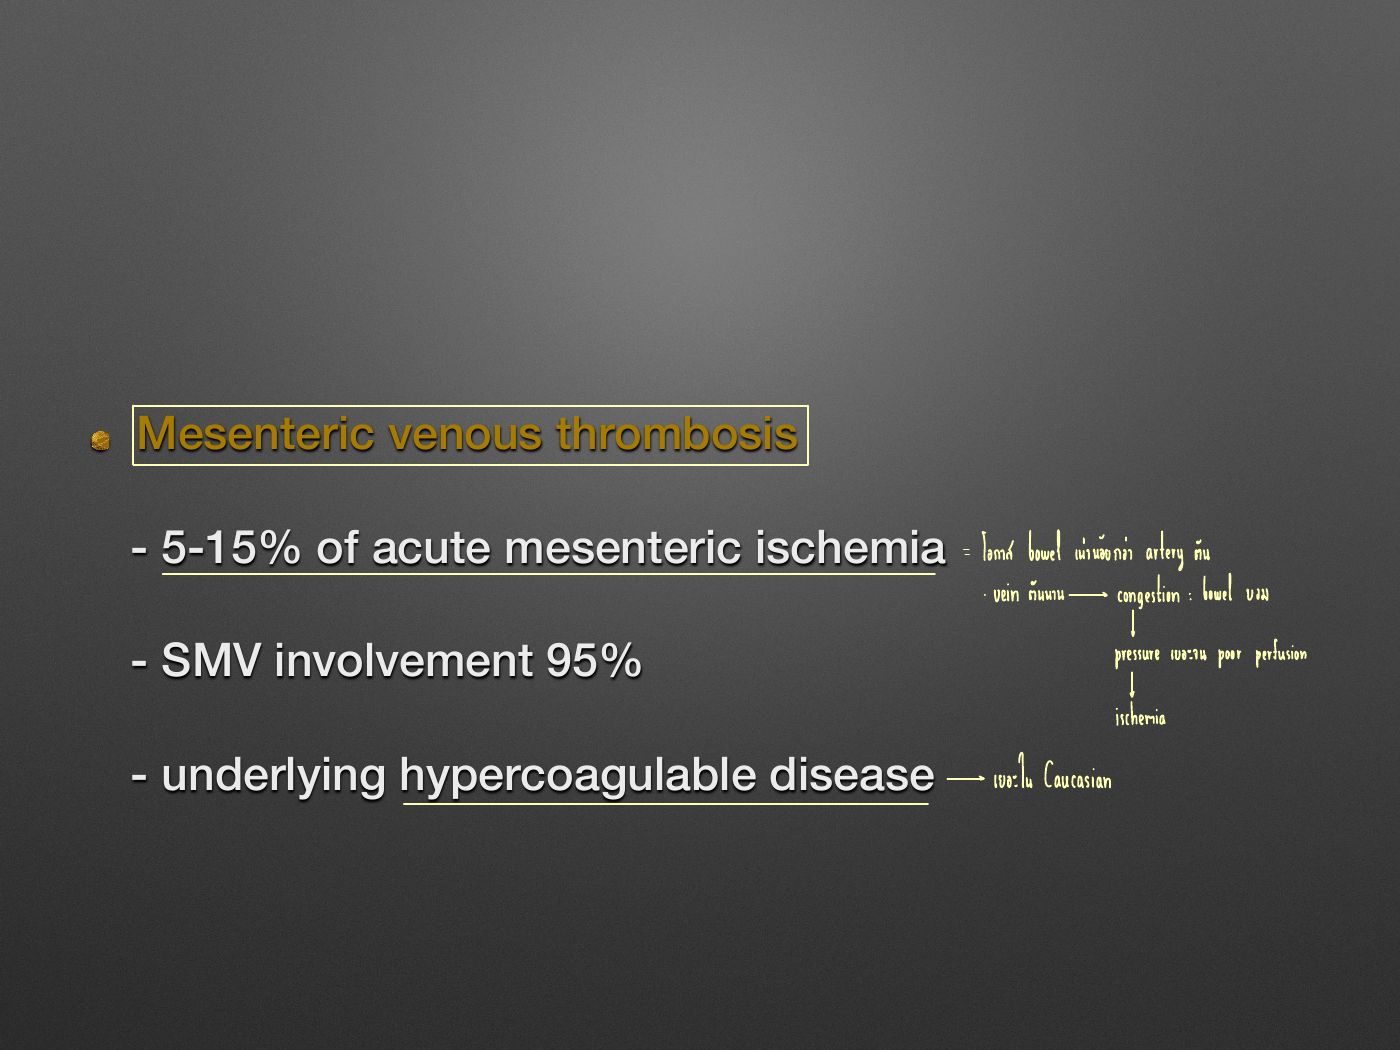 Mesenteric venous thrombosis
- 5-15% of acute mesenteric ischemia = โอกาส bowel เน่าน้อยกว่า artery ตัน
· vein ตันนาน → congestion : bowel บวม
↓
- SMV involvement 95%
pressure เยอะจน poor perfusion
↓
ischemia
- underlying hypercoagulable disease → เยอะใน Caucasian